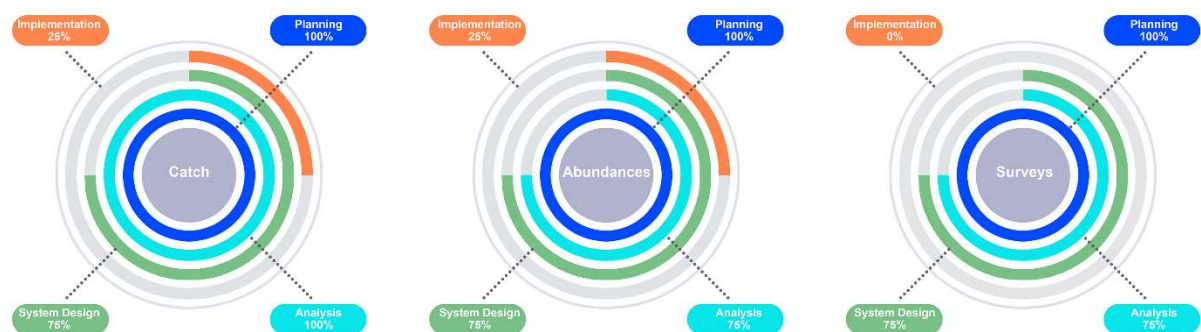 Implementation
25%
Planning
100%
Catch
System Design
75%
Analysis
100%
Implementation
25%
Planning
100%
Abundances
System Design
75%
Analysis
75%
Implementation
0%
Planning
100%
Surveys
System Design
75%
Analysis
75%